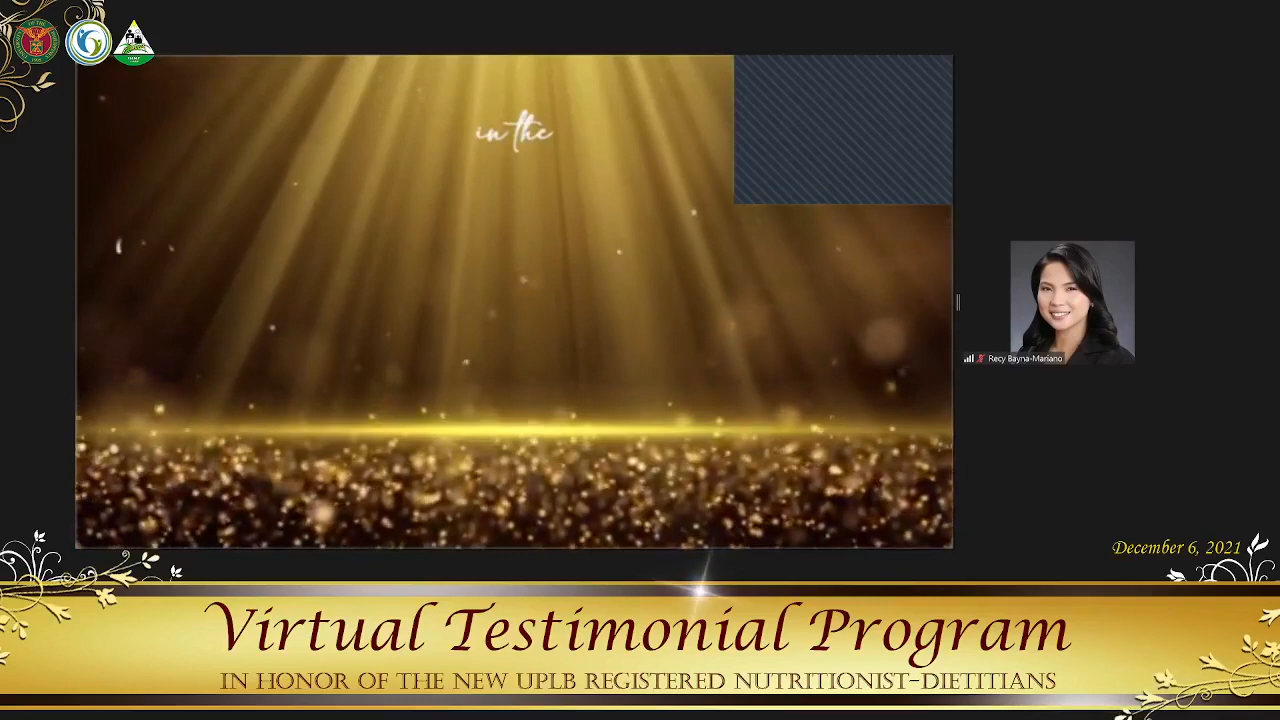 in the
Recy Bayna-Mariano
December 6, 2021
Virtual Testimonial Program
IN HONOR OF THE NEW UPLB REGISTERED NUTRITIONIST-DIETITIANS